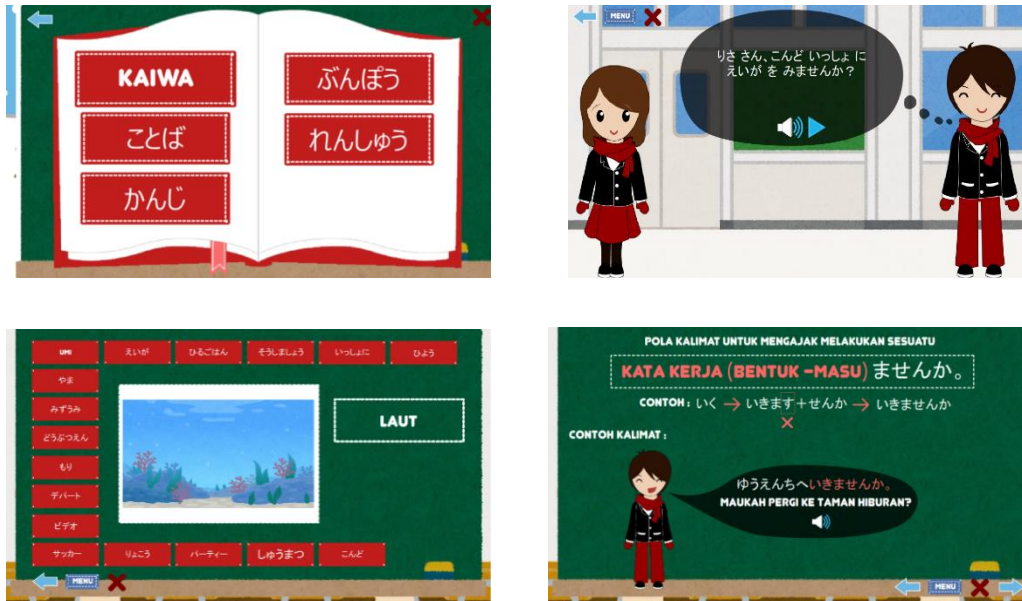 KAIWA
ことば
かんじ
ぶんぽう
れんしゅう
MENU
りさ さん、こんど いっしょ に
えいが を みませんか？
UMI
えいが
ひるごはん
そうしましょう
いっしょに
ひよう
やま
みずうみ
どうぶつえん
もり
デパート
ビデオ
サッカー
りょこう
パーティー
しゅうまつ
こんど
LAUT
MENU
POLA KALIMAT UNTUK MENGAJAK MELAKUKAN SESUATU
KATA KERJA (BENTUK –MASU) ませんか。
CONTOH : いく → いきます＋せんか → いきませんか
CONTOH KALIMAT :
ゆうえんちへいきませんか。
MAUKAH PERGI KE TAMAN HIBURAN?
MENU